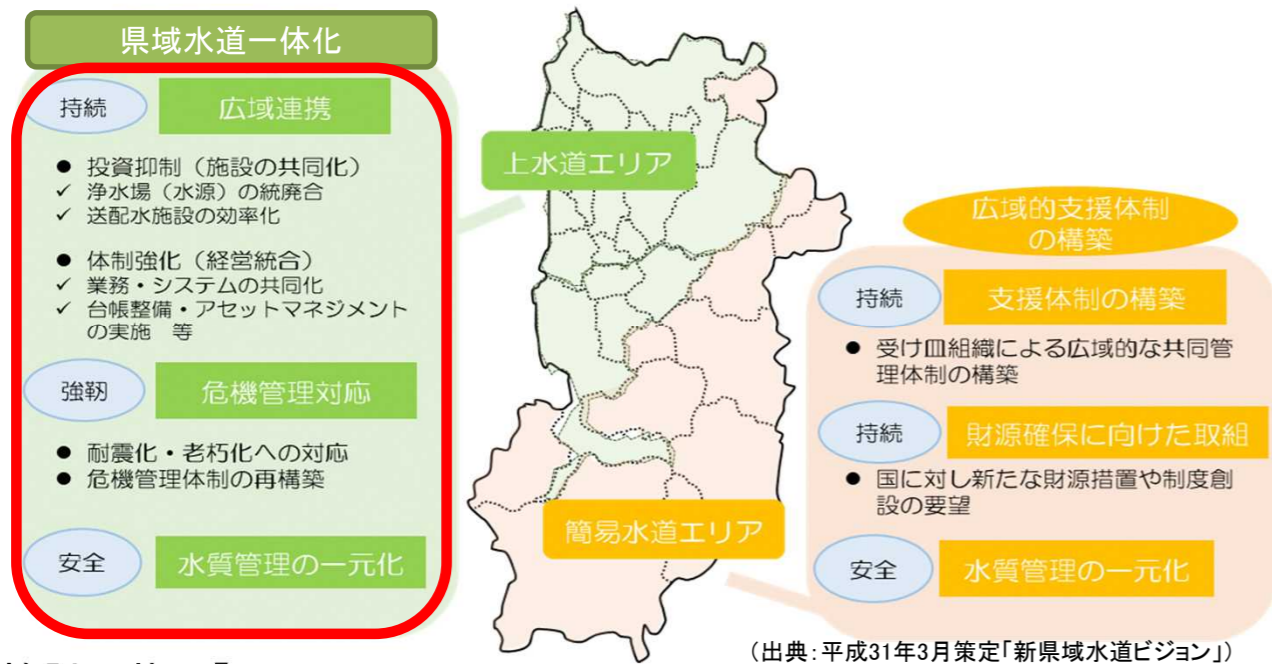 県域水道一体化
持続
広域連携
● 投資抑制（施設の共同化）
✓ 浄水場（水源）の統廃合
✓ 送配水施設の効率化
● 体制強化（経営統合）
✓ 業務・システムの共同化
✓ 台帳整備・アセットマネジメント
の実施　等
強靭
危機管理対応
● 耐震化・老朽化への対応
● 危機管理体制の再構築
安全
水質管理の一元化
上水道エリア
簡易水道エリア
広域的支援体制
の構築
持続
支援体制の構築
● 受け皿組織による広域的な共同管
理体制の構築
持続
財源確保に向けた取組
● 国に対し新たな財源措置や制度創
設の要望
安全
水質管理の一元化
（出典：平成31年3月策定「新県域水道ビジョン」）